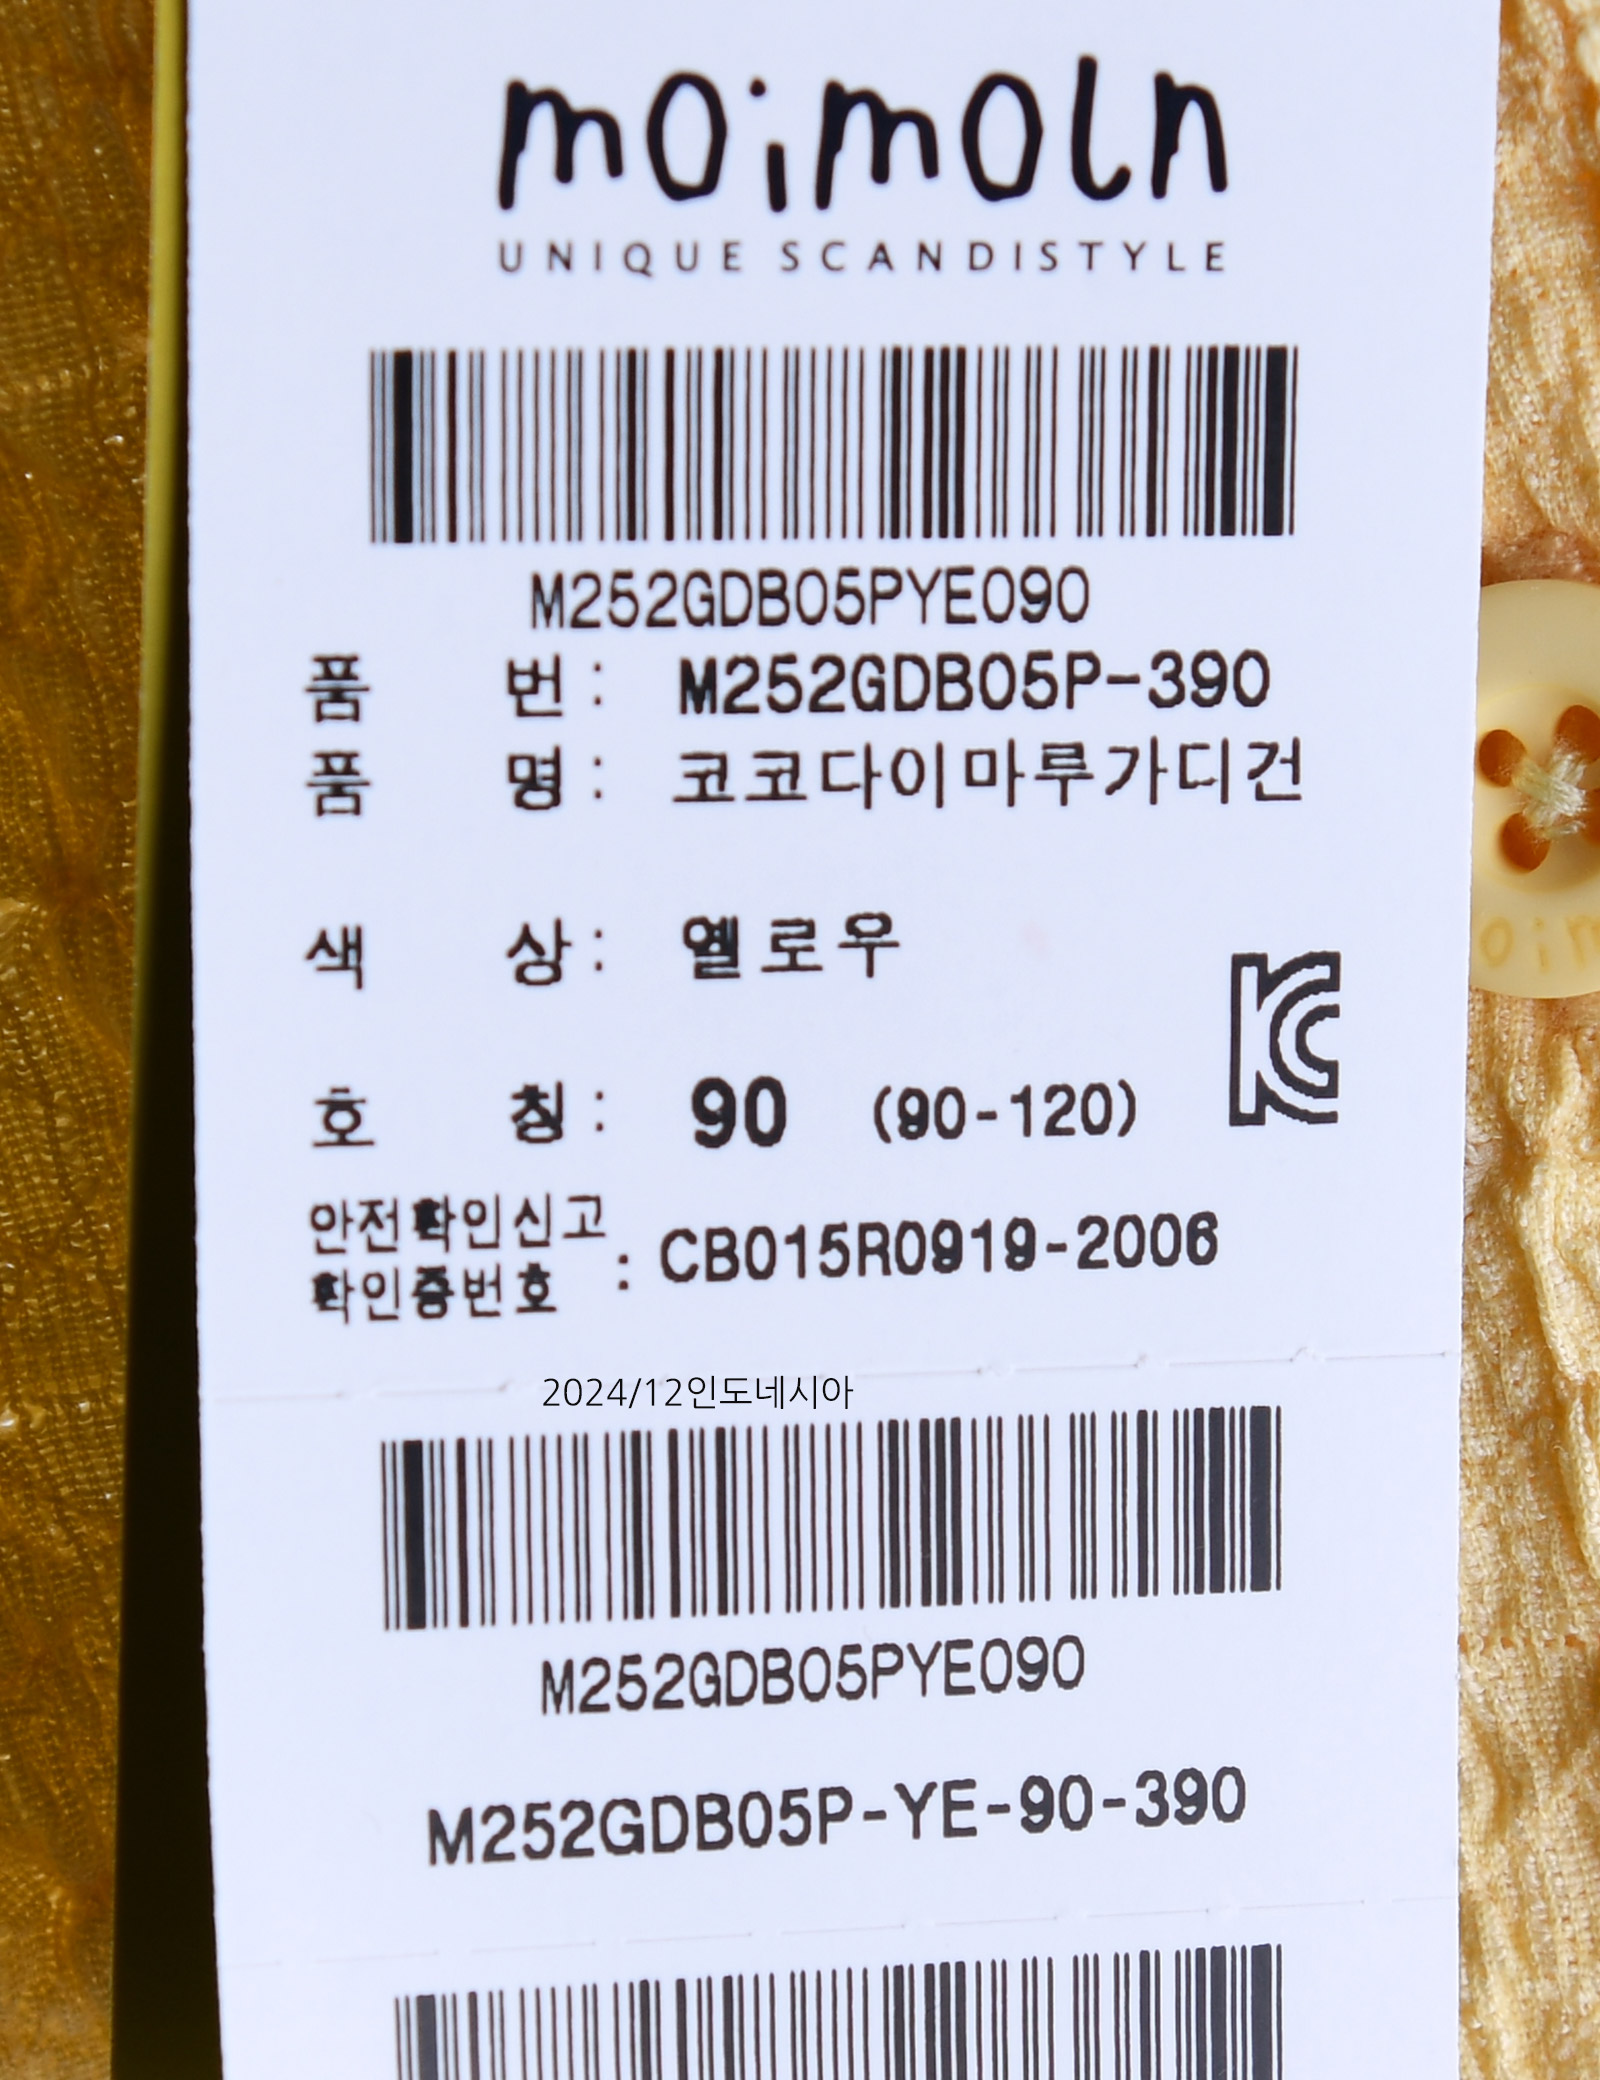 moimoln
UNIQUE SCANDISTYLE
M252GDB05PYE090
품 번 : M252GDB05P-390
품 명 : 코코다이마루가디건
색 상 : 옐로우
호 칭 : 90 (90-120)
안전확인신고
확인증번호 : CB015R0919-2006
2024/12인도네시아
M252GDB05PYE090
M252GDB05P-YE-90-390